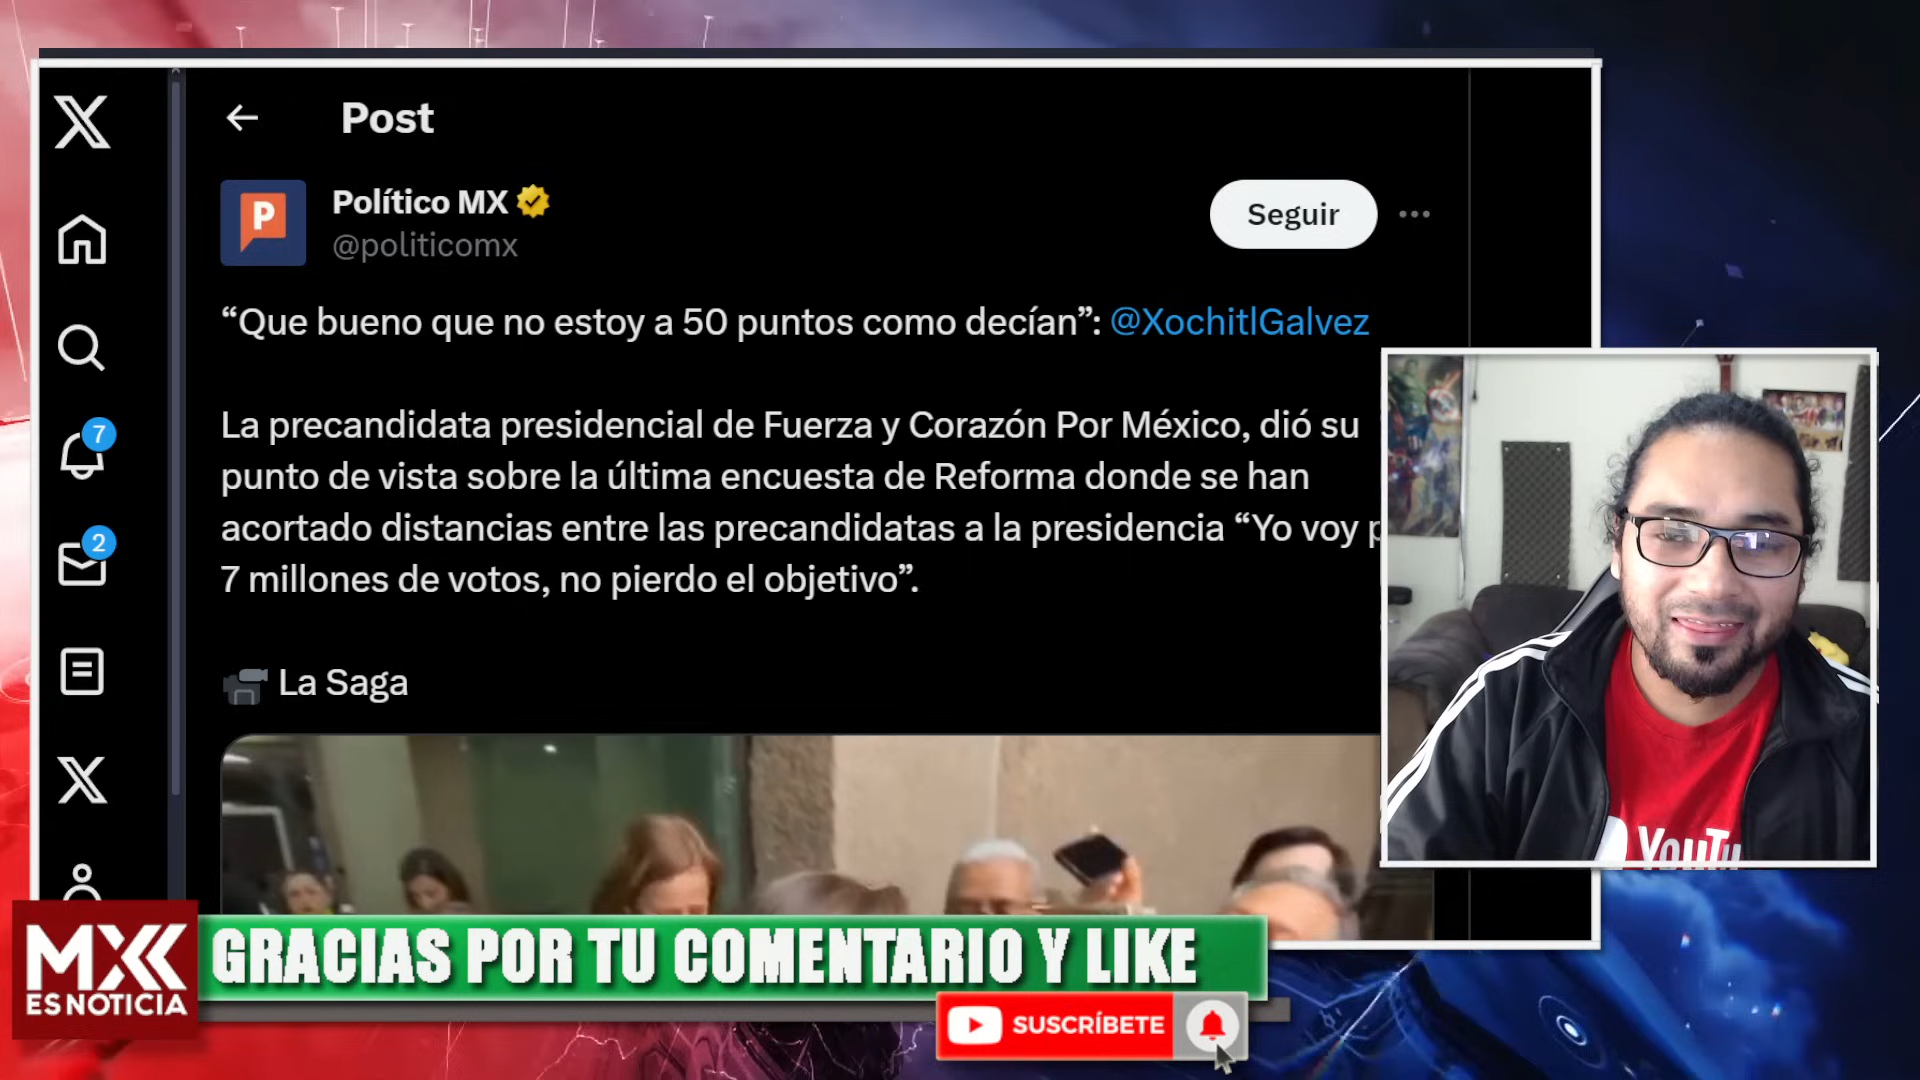 Post
Político MX
@politicomx
Seguir
“Que bueno que no estoy a 50 puntos como decían”: @XochitlGalvez
La precandidata presidencial de Fuerza y Corazón Por México, dió su
punto de vista sobre la última encuesta de Reforma donde se han
acortado distancias entre las precandidatas a la presidencia “Yo voy p
7 millones de votos, no pierdo el objetivo”.
La Saga
7
2
P
YouTu
MX
ES NOTICIA
GRACIAS POR TU COMENTARIO Y LIKE
SUSCRÍBETE